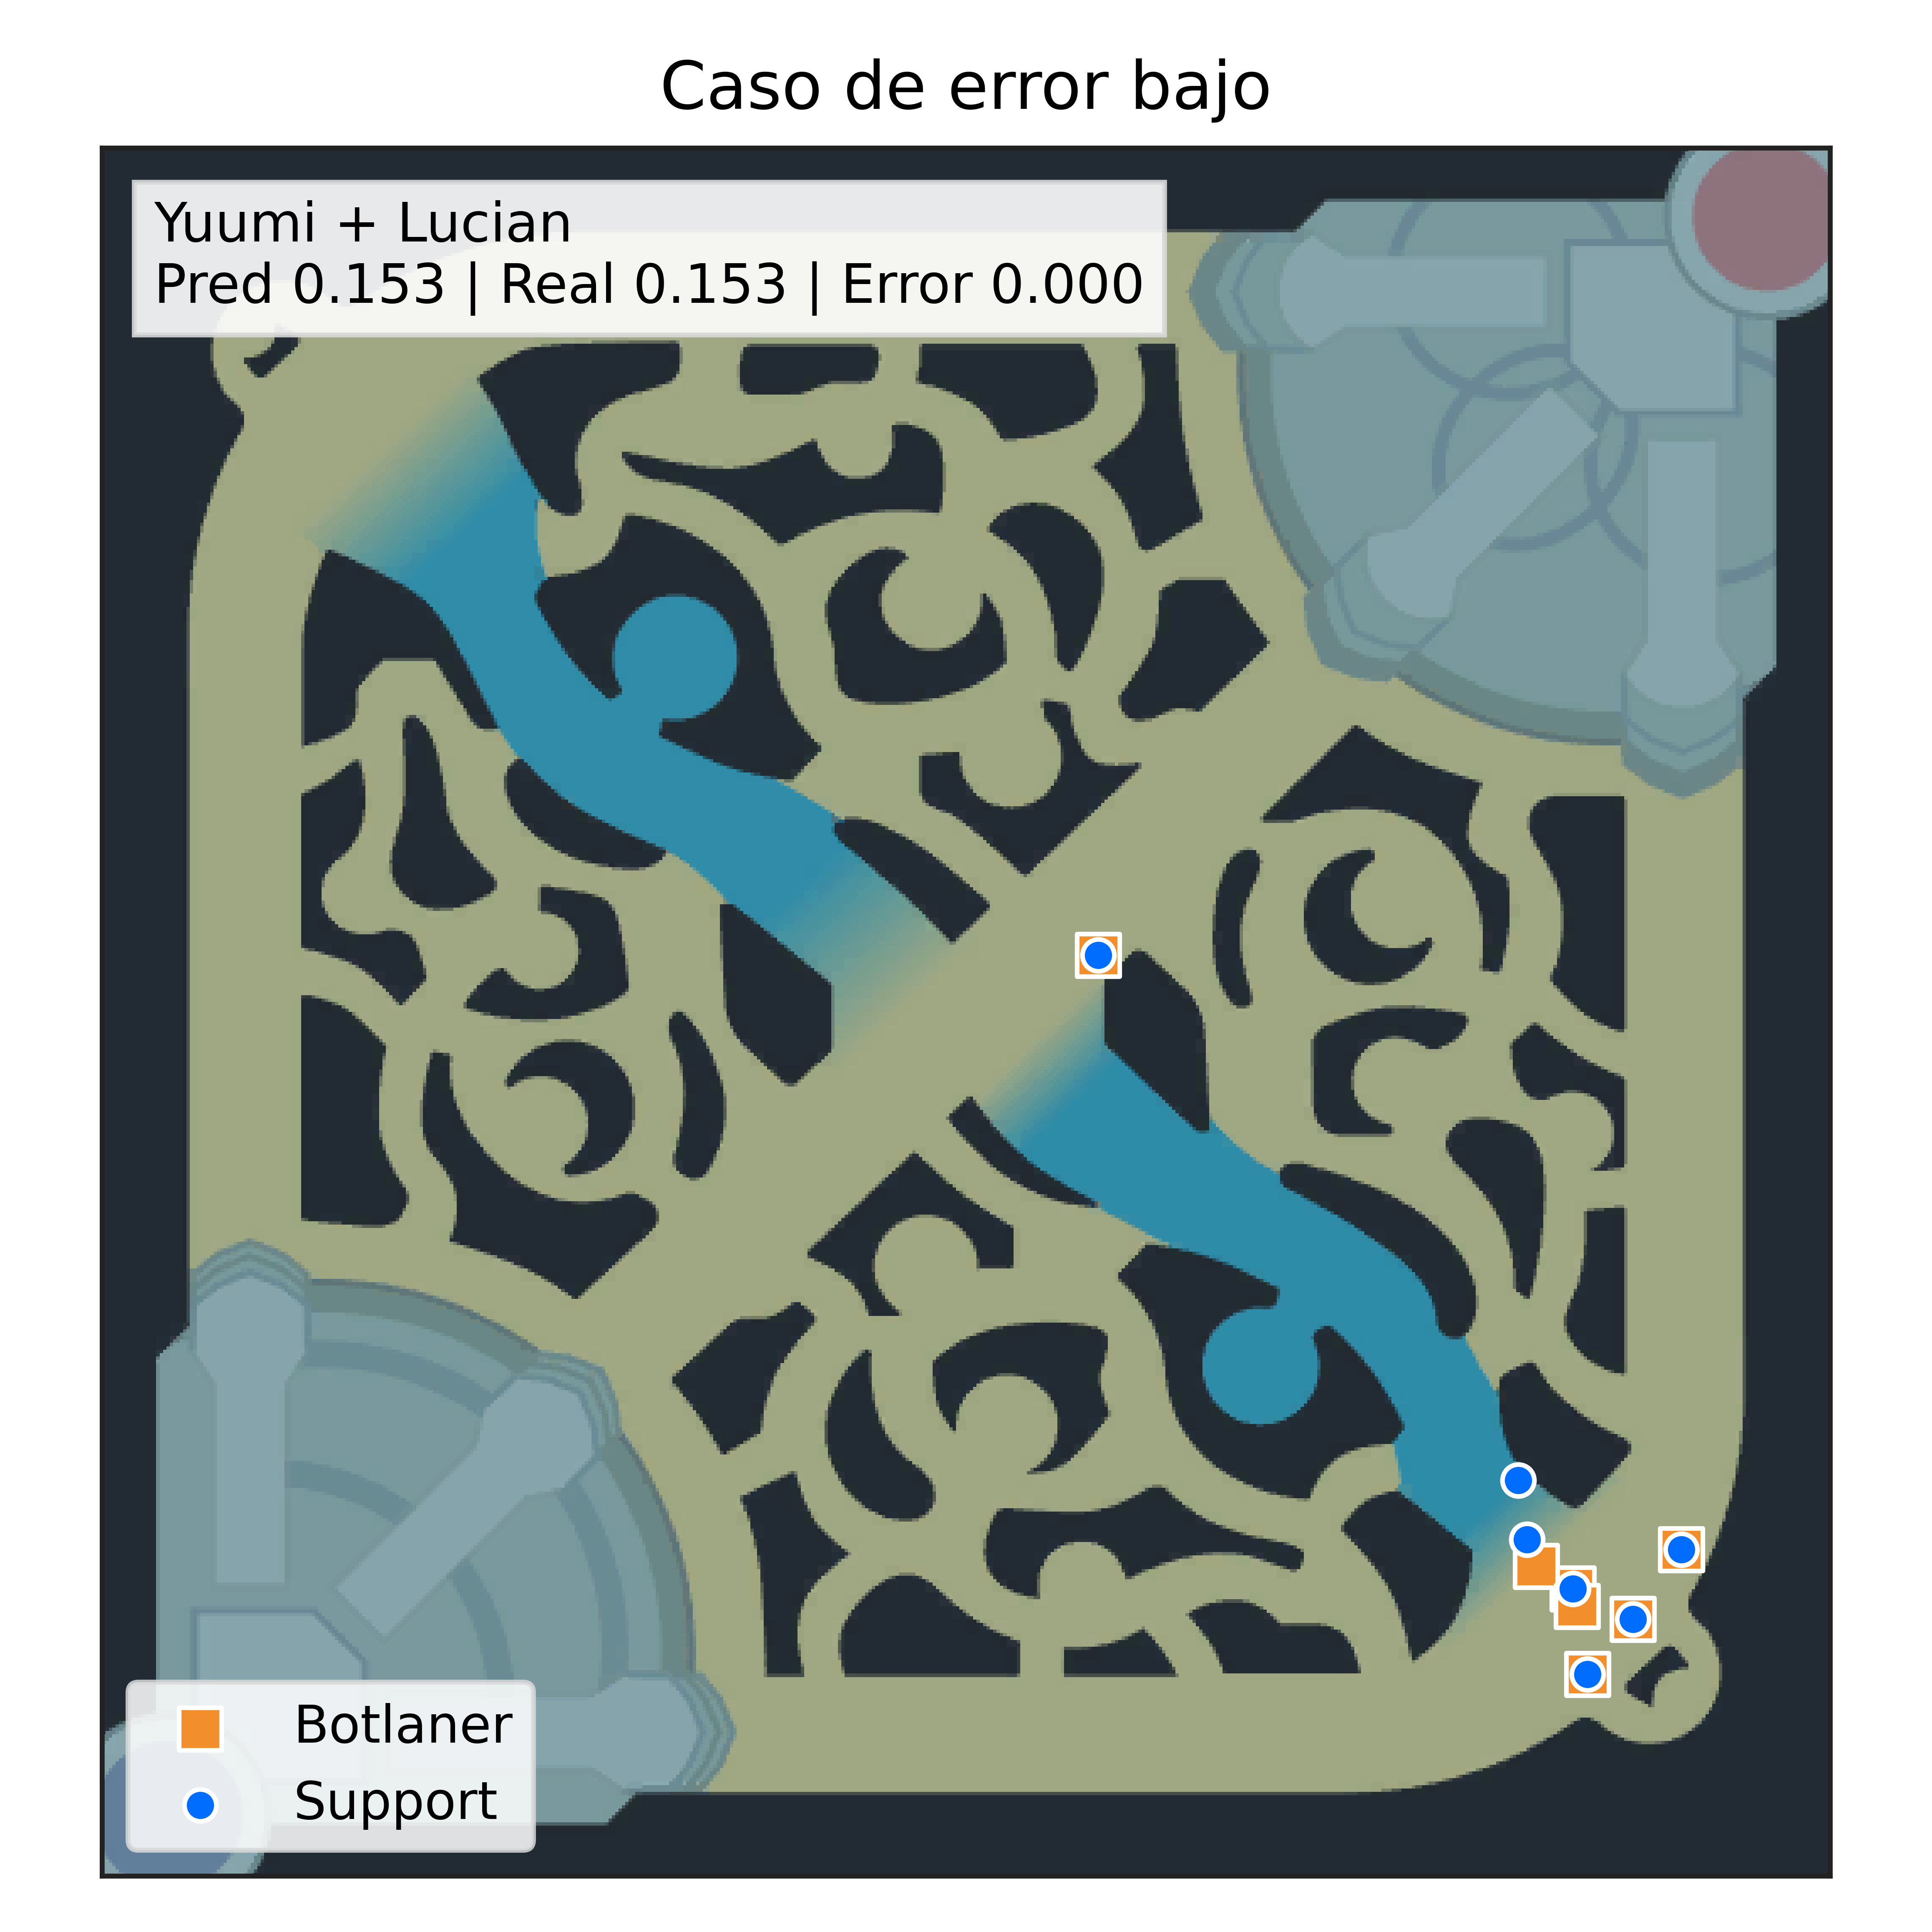 Caso de error bajo
Yuumi + Lucian
Pred 0.153 | Real 0.153 | Error 0.000
Botlaner
Support